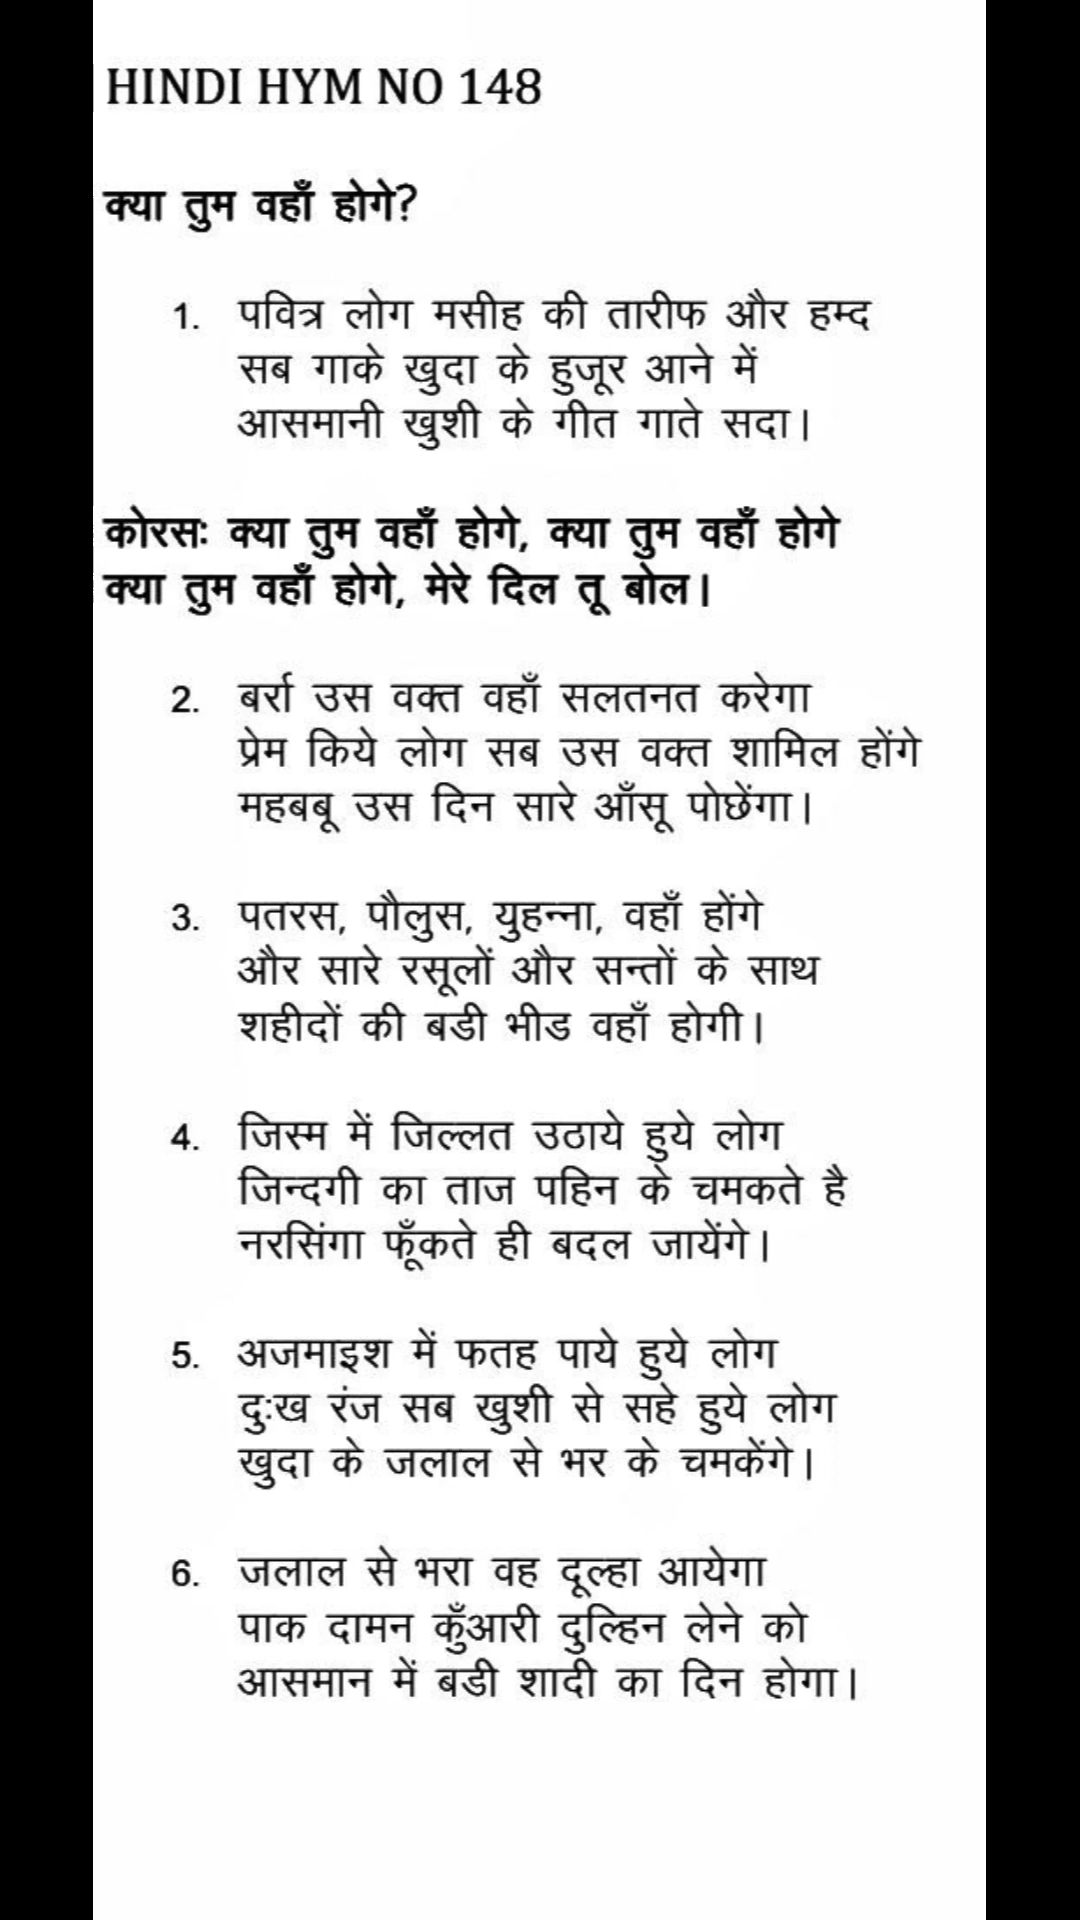 HINDI HYM NO 148
क्या तुम वहाँ होगे?
1. पवित्र लोग मसीह की तारीफ और हम्द
सब गाके खुदा के हुजूर आने में
आसमानी खुशी के गीत गाते सदा।
कोरसः क्या तुम वहाँ होगे, क्या तुम वहाँ होगे
क्या तुम वहाँ होगे, मेरे दिल तू बोल।
2. बर्रा उस वक्त वहाँ सलतनत करेगा
प्रेम किये लोग सब उस वक्त शामिल होंगे
महबबू उस दिन सारे आँसू पोछेंगा।
3. पतरस, पौलुस, युहन्ना, वहाँ होंगे
और सारे रसूलों और सन्तों के साथ
शहीदों की बडी भीड वहाँ होगी।
4. जिस्म में जिल्लत उठाये हुये लोग
जिन्दगी का ताज पहिन के चमकते है
नरसिंगा फूँकते ही बदल जायेंगे।
5. अजमाइश में फतह पाये हुये लोग
दुःख रंज सब खुशी से सहे हुये लोग
खुदा के जलाल से भर के चमकेंगे।
6. जलाल से भरा वह दूल्हा आयेगा
पाक दामन कुँआरी दुल्हिन लेने को
आसमान में बडी शादी का दिन होगा।